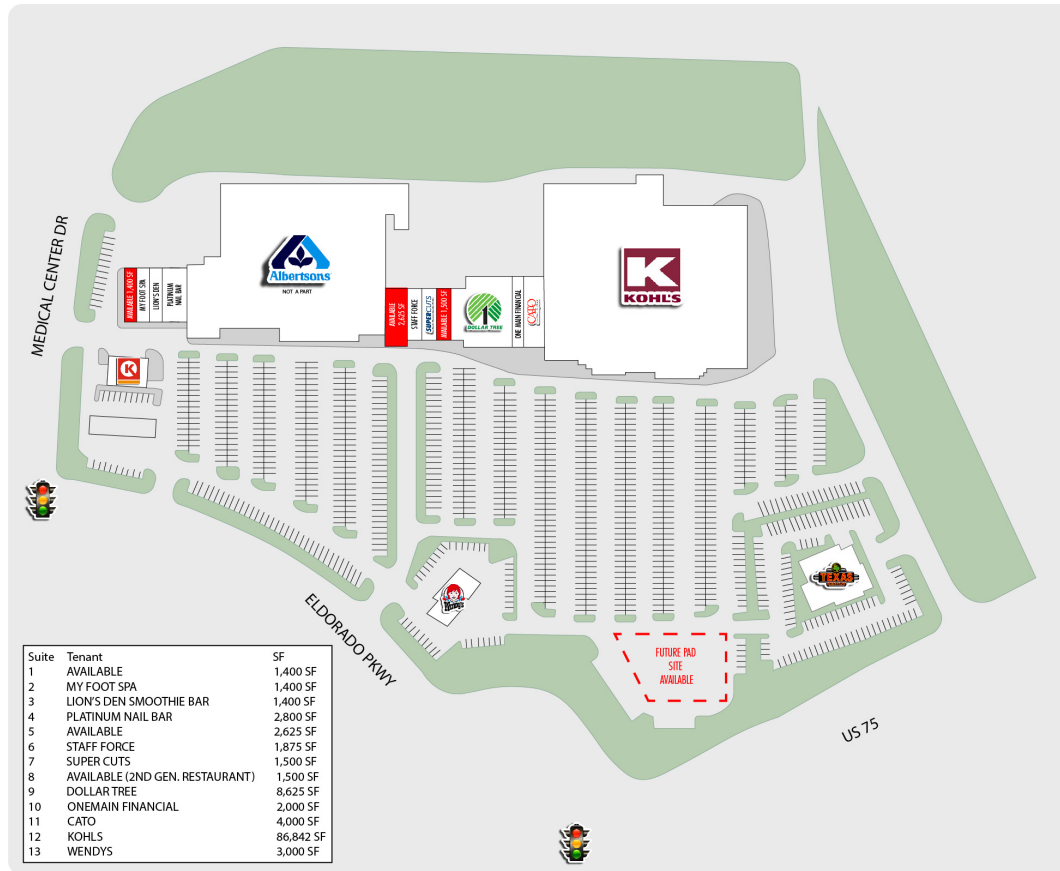 MEDICAL CENTER DR
AVAILABLE 1,400 SF
MY FOOT SPA
LION'S DEN
PLATINUM
NAIL BAR
Albertsons
NOT A PART
AVAILABLE
2,625 SF
STAFF FORCE
SUPERCUTS
AVAILABLE 1,500 SF
1
DOLLAR TREE
ONE MAIN FINANCIAL
CATO
K
KOHL'S
K
Wendy's
TEXAS
FUTURE PAD
SITE
AVAILABLE
ELDORADO PKWY
US 75
Suite Tenant SF
1 AVAILABLE 1,400 SF
2 MY FOOT SPA 1,400 SF
3 LION'S DEN SMOOTHIE BAR 1,400 SF
4 PLATINUM NAIL BAR 2,800 SF
5 AVAILABLE 2,625 SF
6 STAFF FORCE 1,875 SF
7 SUPER CUTS 1,500 SF
8 AVAILABLE (2ND GEN. RESTAURANT) 1,500 SF
9 DOLLAR TREE 8,625 SF
10 ONEMAIN FINANCIAL 2,000 SF
11 CATO 4,000 SF
12 KOHLS 86,842 SF
13 WENDYS 3,000 SF